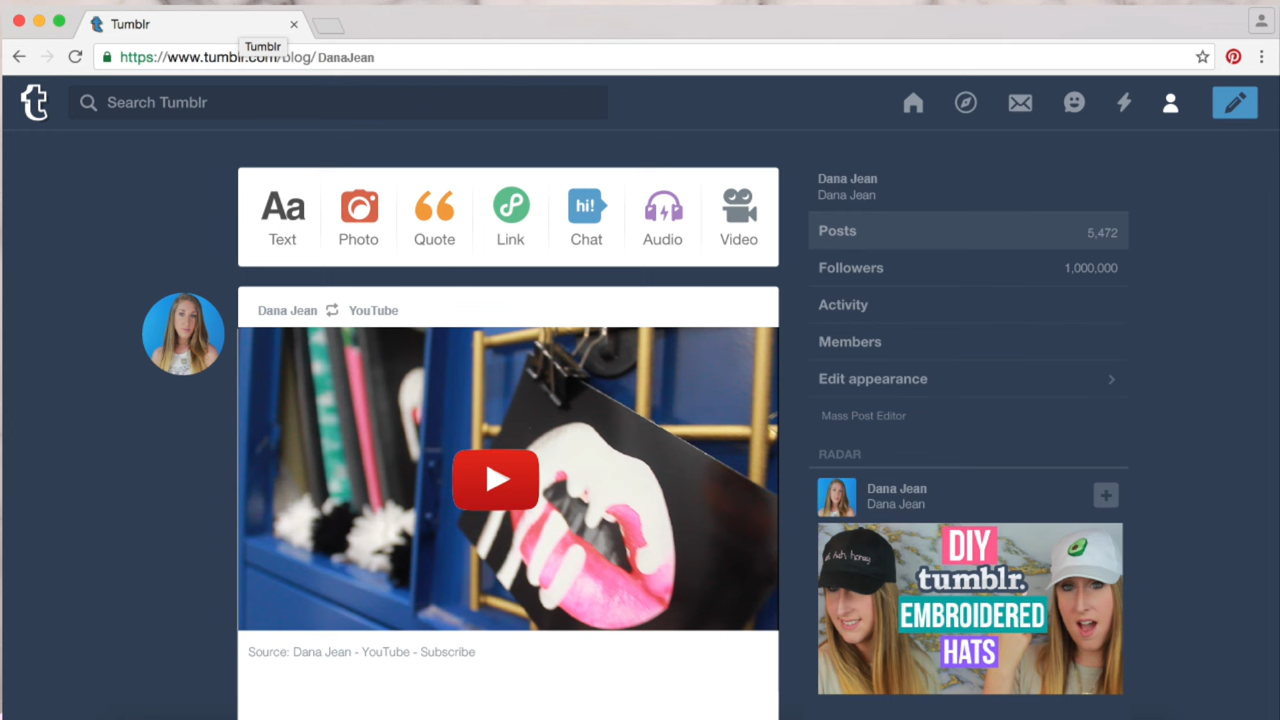 Tumblr
Tumblr
https://www.tumblr.com/blog/DanaJean
Search Tumblr
Aa
hi!
Text
Photo
Quote
Link
Chat
Audio
Video
Dana Jean
Dana Jean
Posts
5,472
Followers
1,000,000
Activity
Members
Edit appearance
Mass Post Editor
RADAR
Dana Jean
Dana Jean
DIY
tumblr.
EMBROIDERED
HATS
Dana Jean YouTube
Source: Dana Jean - YouTube - Subscribe